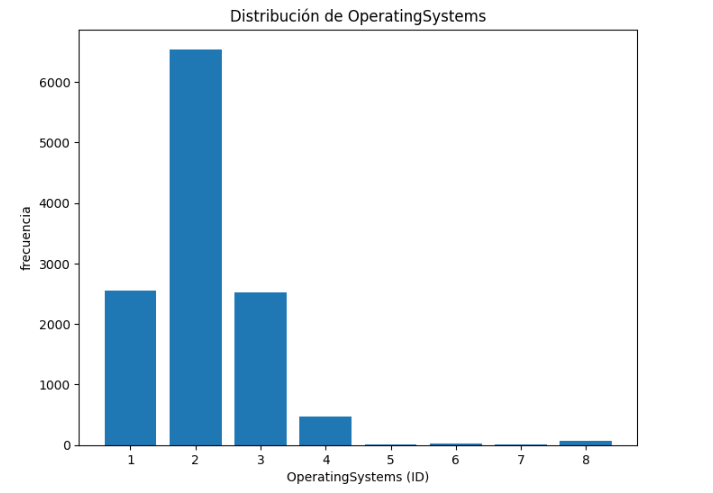 Distribución de OperatingSystems
frecuencia
6000
5000
4000
3000
2000
1000
0
1 2 3 4 5 6 7 8
OperatingSystems (ID)